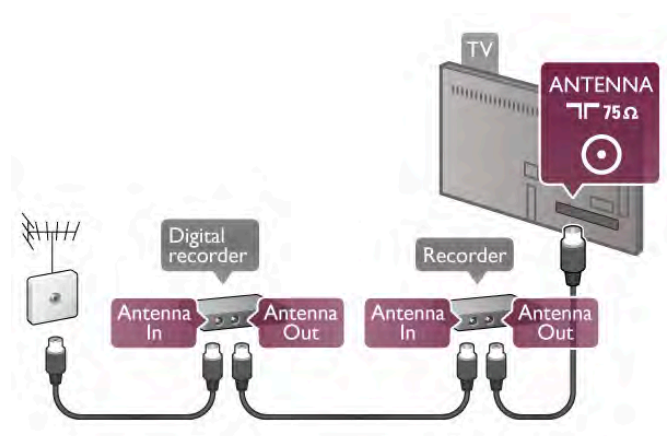 TV
ANTENNA
75Ω
Digital
recorder
Recorder
Antenna
In
Antenna
Out
Antenna
In
Antenna
Out